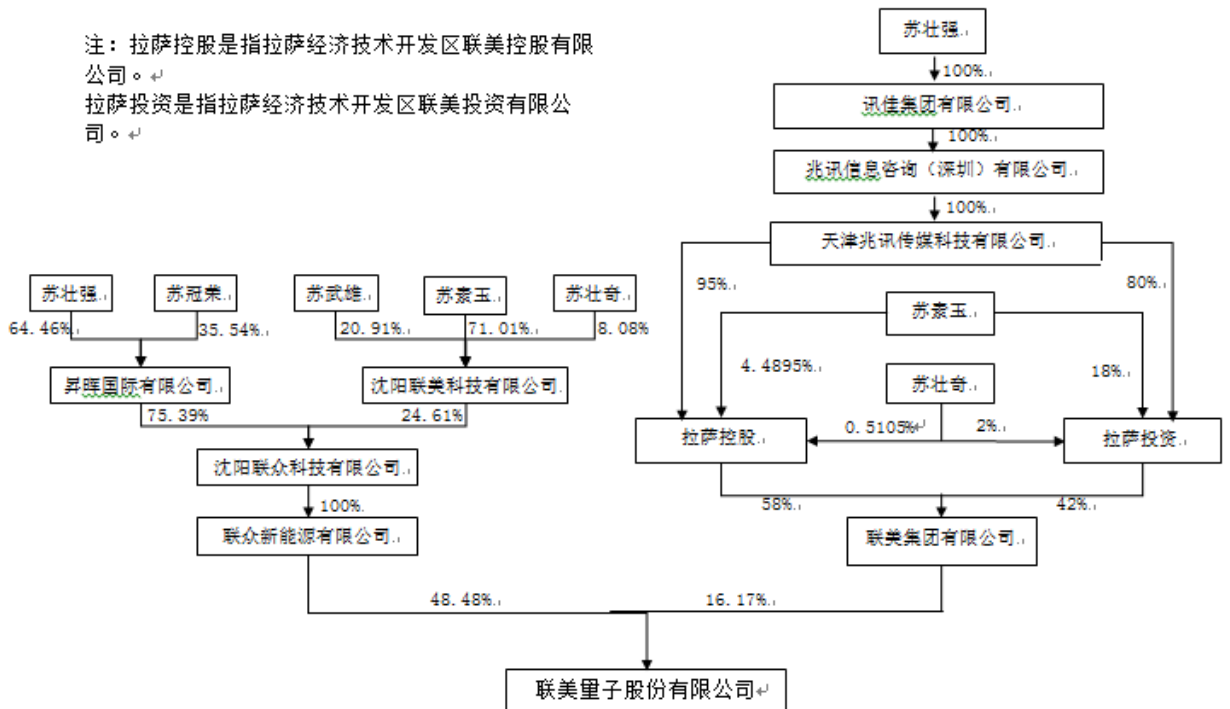 注：拉萨控股是指拉萨经济技术开发区联美控股有限
公司。
拉萨投资是指拉萨经济技术开发区联美投资有限公
司。
苏壮强
100%
讯佳集团有限公司
100%
兆讯信息咨询（深圳）有限公司
100%
天津兆讯传媒科技有限公司
95%
80%
苏壮强
苏冠荣
苏武雄
苏素玉
苏壮奇
64.46%
35.54%
20.91%
71.01%
8.08%
苏素玉
4.4895%
18%
昇晖国际有限公司
沈阳联美科技有限公司
苏壮奇
75.39%
24.61%
0.5105%
2%
拉萨控股
拉萨投资
沈阳联众科技有限公司
100%
58%
42%
联众新能源有限公司
联美集团有限公司
48.48%
16.17%
联美量子股份有限公司